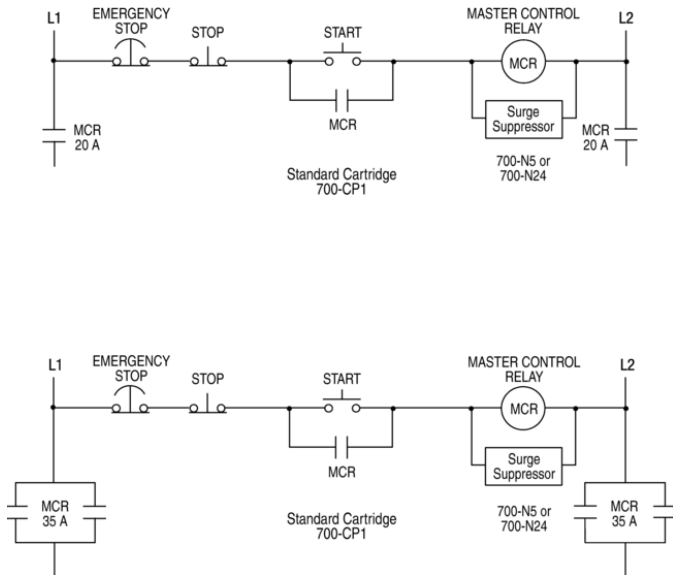 L1
EMERGENCY
STOP
STOP
START
MASTER CONTROL
RELAY
L2
MCR
MCR
20 A
MCR
Surge
Suppressor
MCR
20 A
700-N5 or
700-N24
Standard Cartridge
700-CP1
L1
EMERGENCY
STOP
STOP
START
MASTER CONTROL
RELAY
L2
MCR
MCR
Surge
Suppressor
MCR
35 A
700-N5 or
700-N24
MCR
35 A
Standard Cartridge
700-CP1